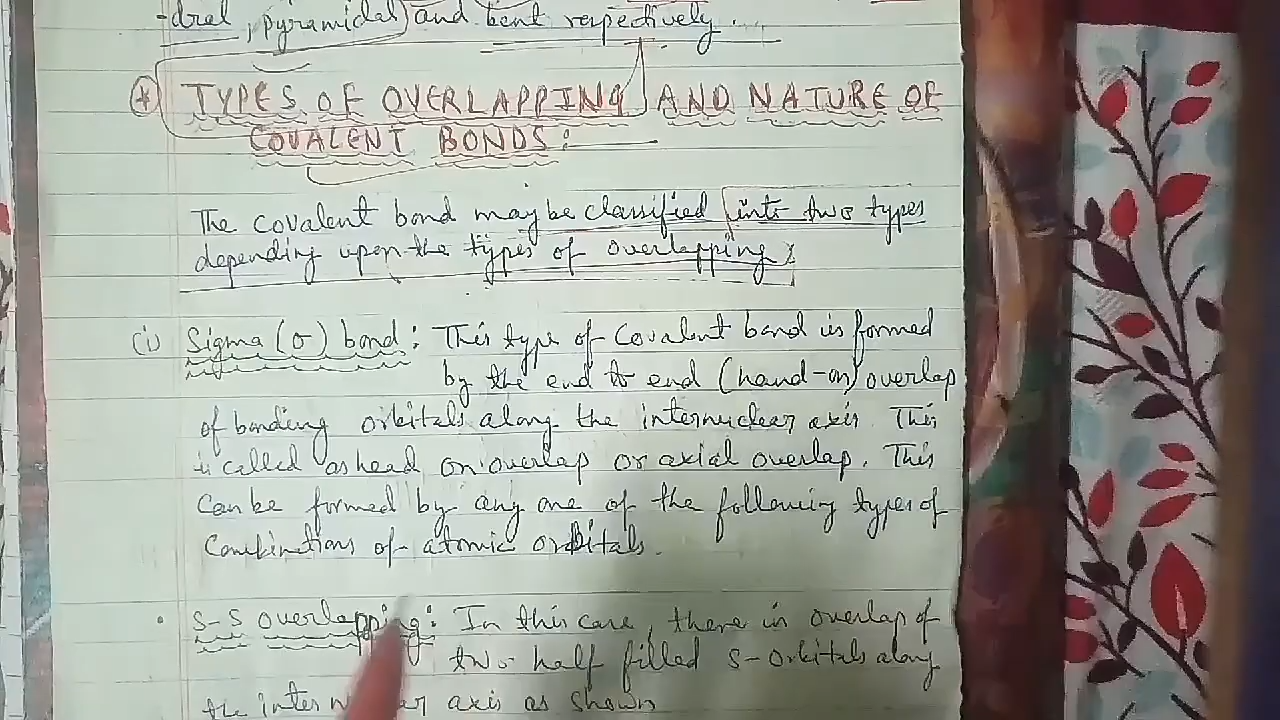 -dral, pyramidal and bent respectively.
* TYPES OF OVERLAPPING AND NATURE OF
COVALENT BONDS:
The covalent bond may be classified into two types
depending upon the types of overlapping:
(i) Sigma (σ) bond: This type of covalent bond is formed
by the end to end (hand-on) overlap
of bonding orbitals along the internuclear axis. This
is called as head on overlap or axial overlap. This
can be formed by any one of the following types of
combinations of atomic orbitals.
• S-S overlapping: In this case, there is overlap of
two half filled s-orbitals along
the axis as shown